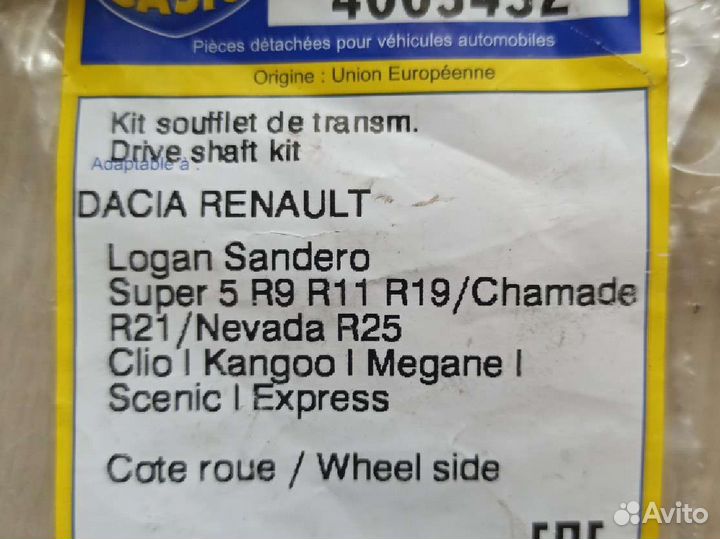 Pièces détachées pour véhicules automobiles
Origine : Union Européenne
Kit soufflet de transm.
Drive shaft kit
Adaptable à :
DACIA RENAULT
Logan Sandero
Super 5 R9 R11 R19/Chamade
R21/Nevada R25
Clio I Kangoo I Megane I
Scenic I Express
Cote roue / Wheel side
Avito